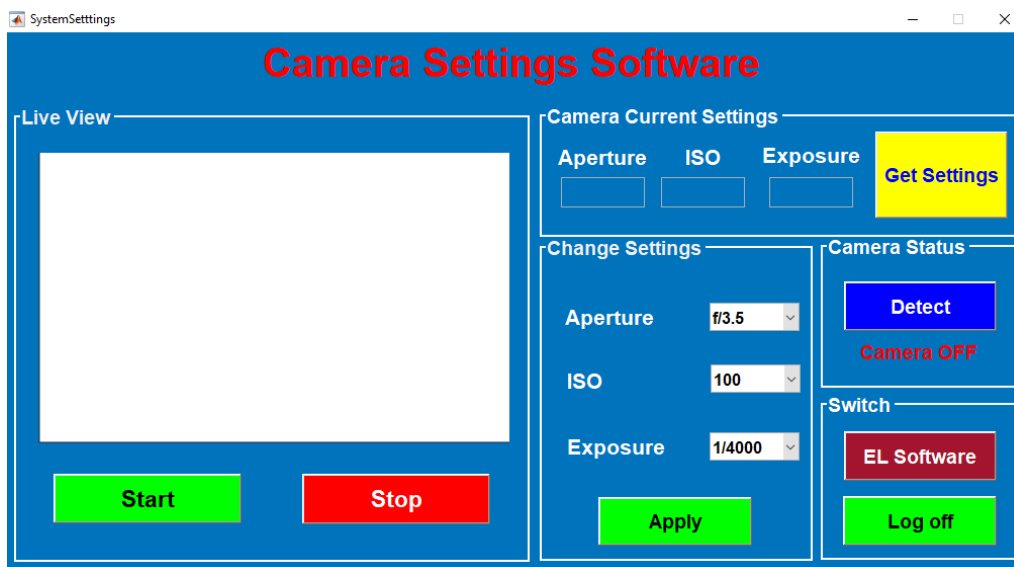 SystemSetttings
Camera Settings Software
Live View
Start
Stop
Camera Current Settings
Aperture ISO Exposure
Get Settings
Change Settings
Aperture f/3.5
ISO 100
Exposure 1/4000
Apply
Camera Status
Detect
Camera OFF
Switch
EL Software
Log off